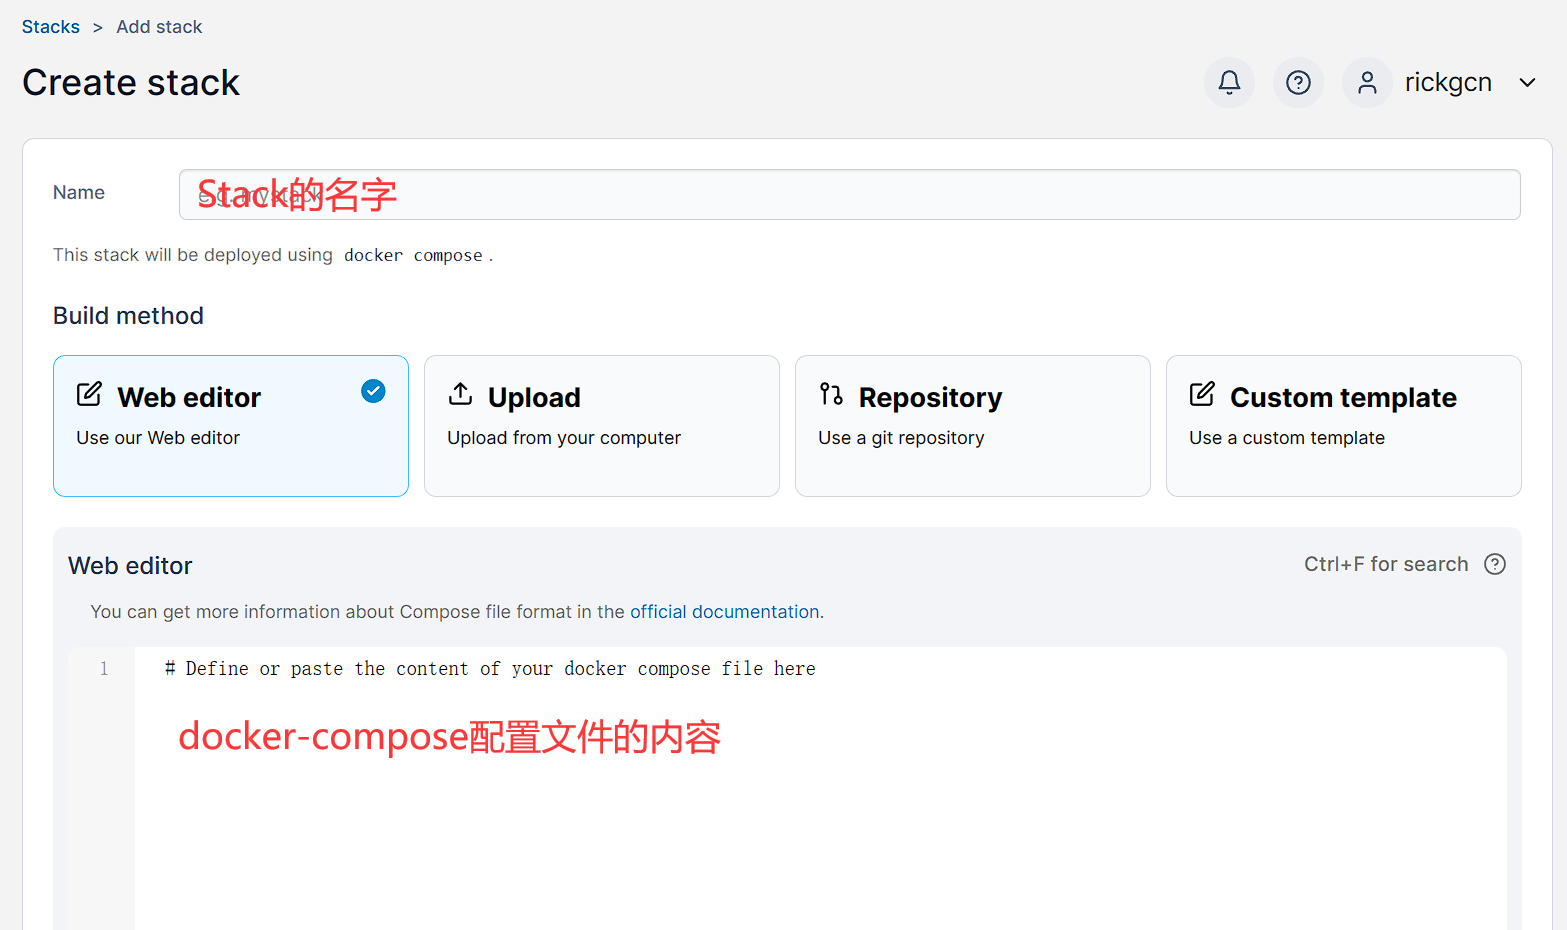 Stacks > Add stack
Create stack
rickgcn
Name
e.g. mystack
Stack的名字
This stack will be deployed using docker compose .
Build method
Web editor
Use our Web editor
Upload
Upload from your computer
Repository
Use a git repository
Custom template
Use a custom template
Web editor
Ctrl+F for search
You can get more information about Compose file format in the official documentation.
1 # Define or paste the content of your docker compose file here
docker-compose配置文件的内容